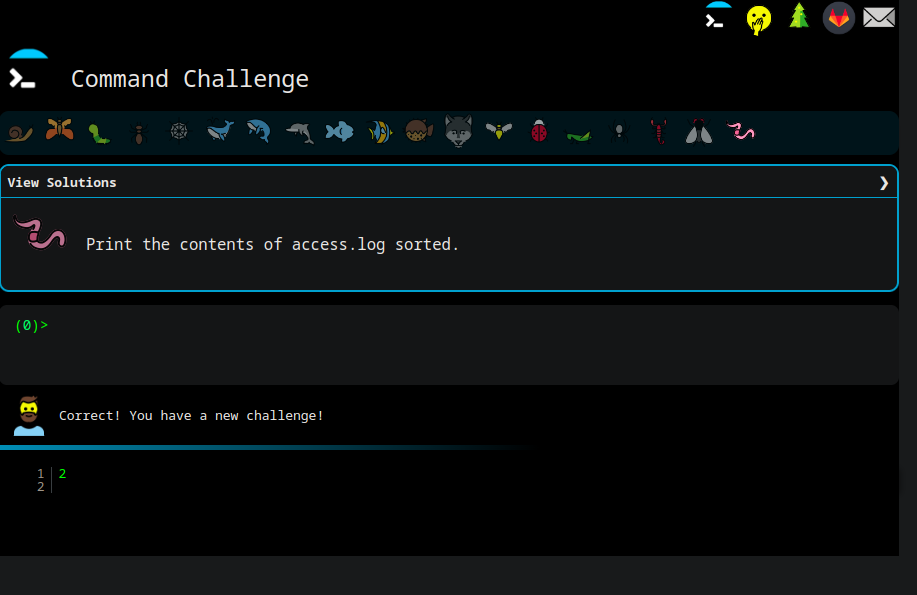 Command Challenge
View Solutions
Print the contents of access.log sorted.
(0)>
Correct! You have a new challenge!
1 2
2